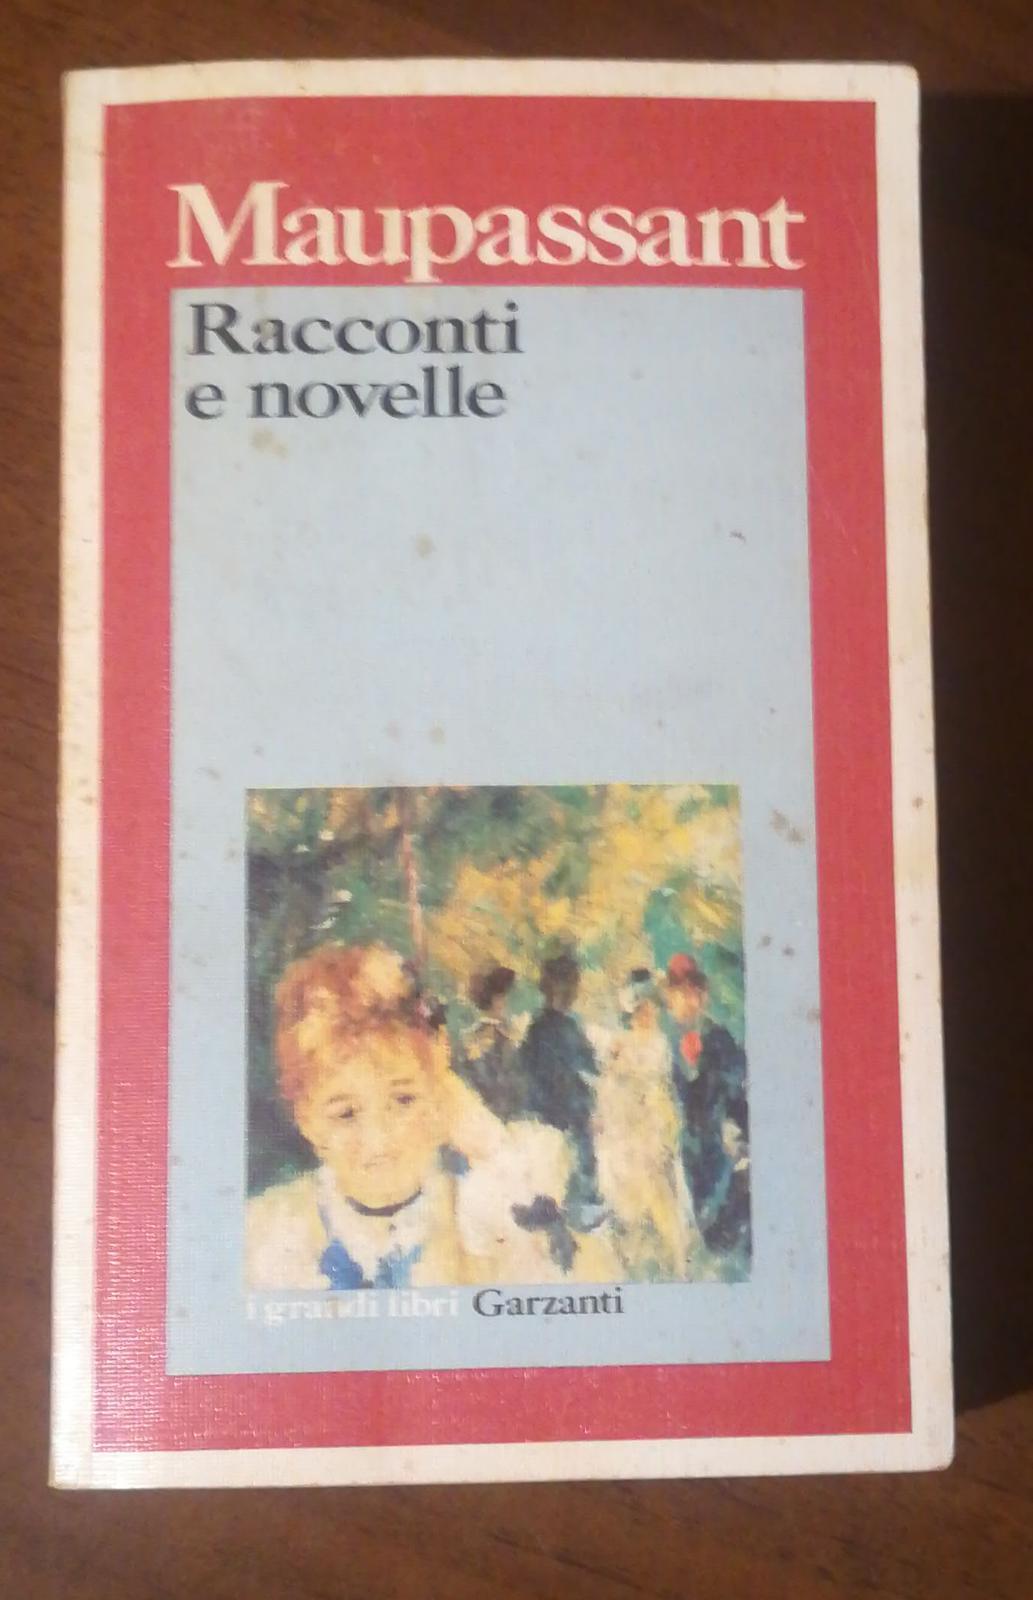 Maupassant
Racconti
e novelle
i grandi libri Garzanti